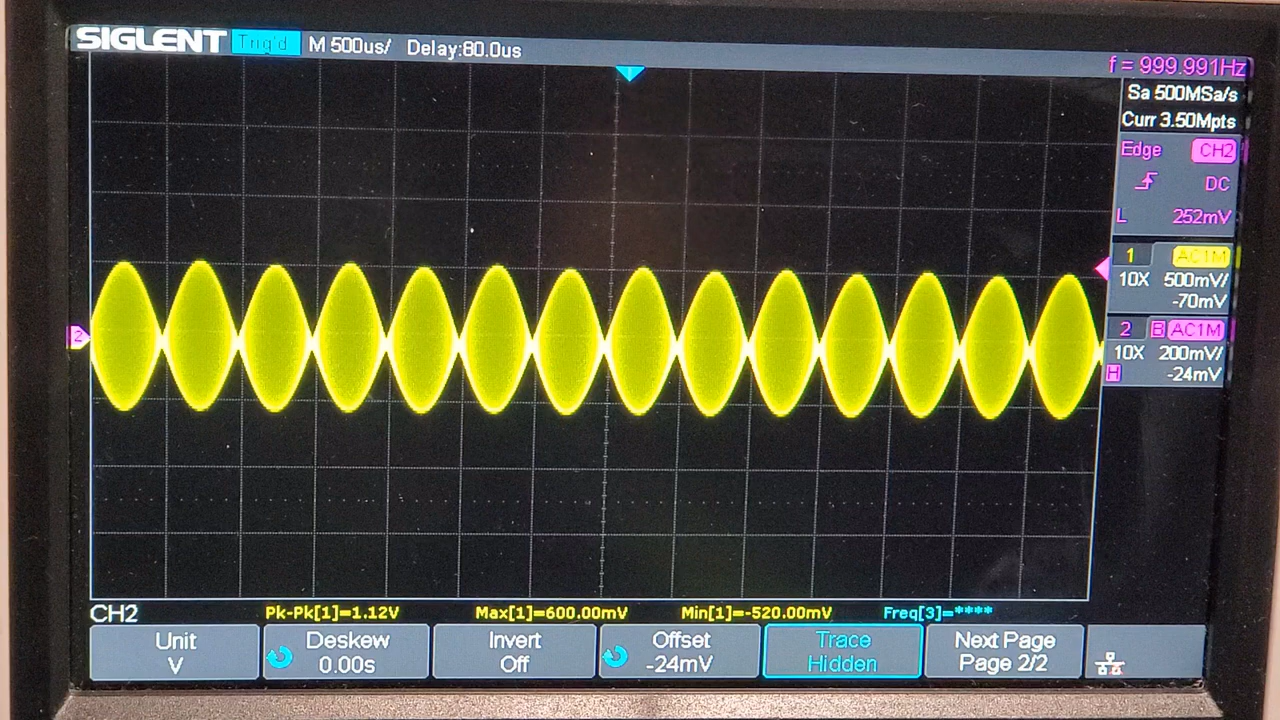 SIGLENT Trig'd M 500us/ Delay:80.0us
f = 999.991Hz
Sa 500MSa/s
Curr 3.50Mpts
Edge CH2
DC
L 252mV
1 AC1M
10X 500mV/
-70mV
2 B AC1M
10X 200mV/
H -24mV
2
CH2 Pk-Pk[1]=1.12V Max[1]=600.00mV Min[1]=-520.00mV Freq[3]=****
Unit Deskew Invert Offset Trace Next Page
V 0.00s Off -24mV Hidden Page 2/2